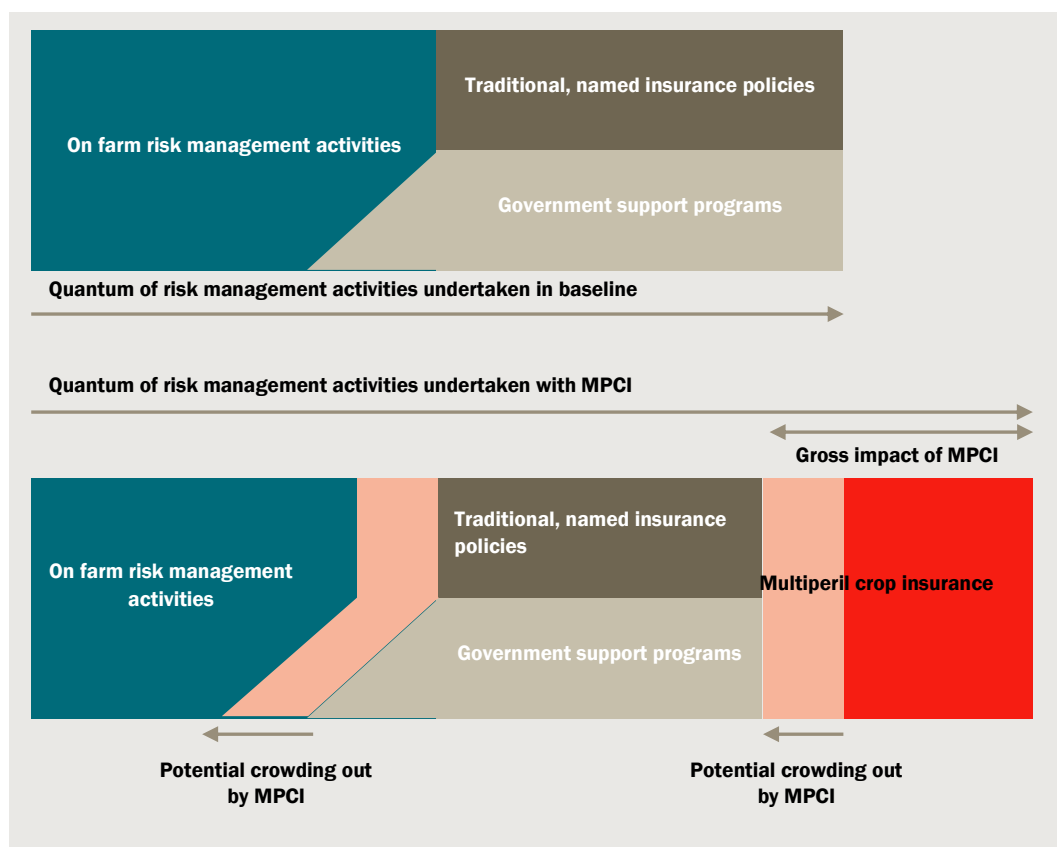 Traditional, named insurance policies
On farm risk management activities
Government support programs
Quantum of risk management activities undertaken in baseline
Quantum of risk management activities undertaken with MPCI
Gross impact of MPCI
On farm risk management
activities
Traditional, named insurance
policies
Multiperil crop insurance
Government support programs
Potential crowding out
by MPCI
Potential crowding out
by MPCI